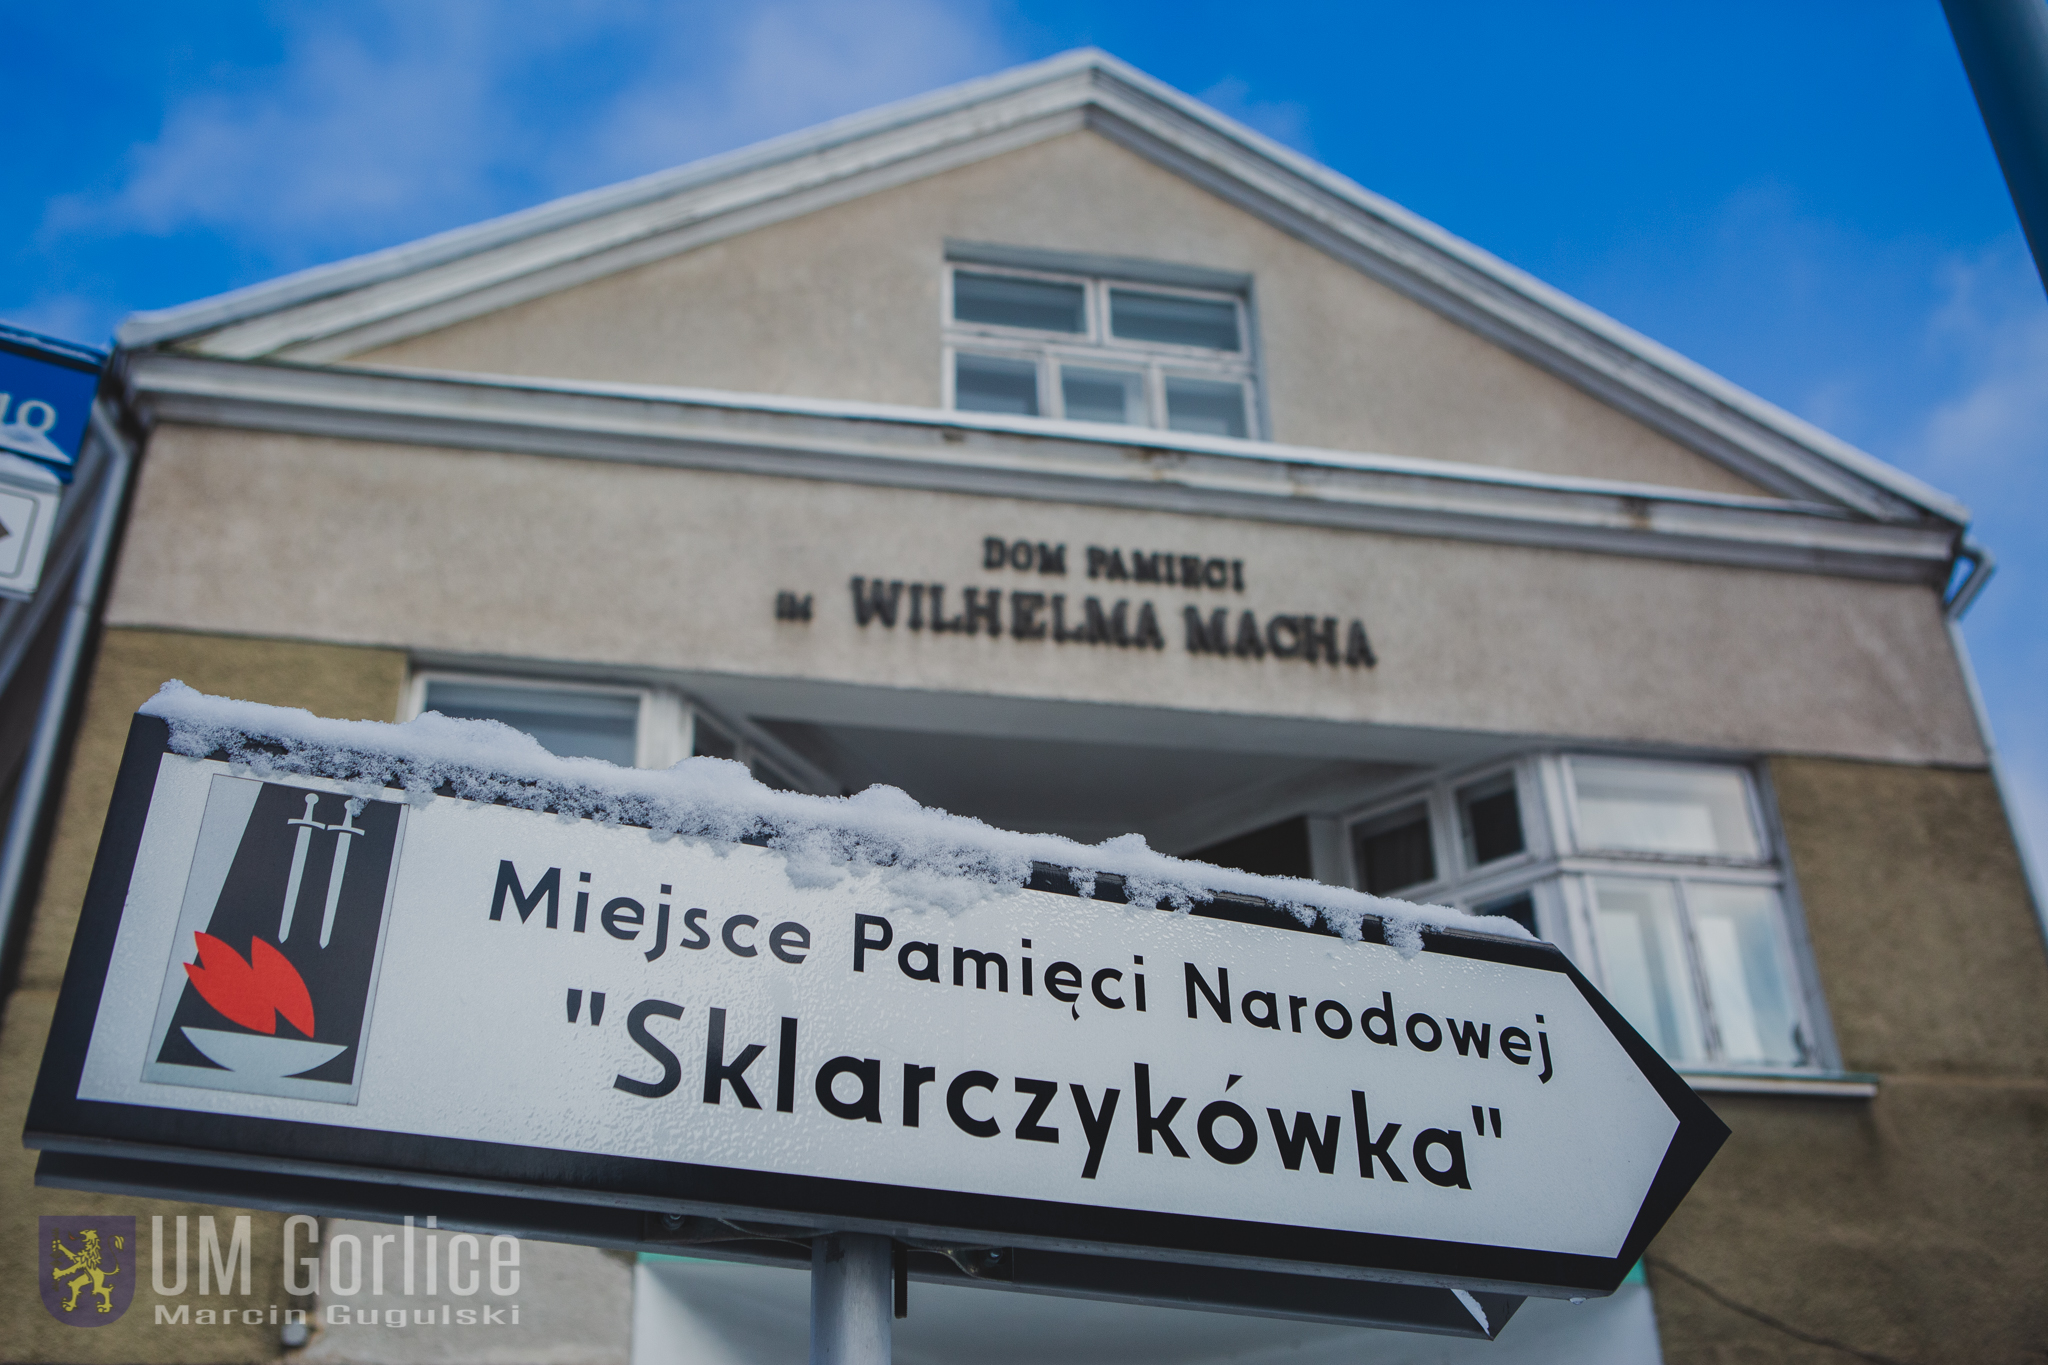 DOM PAMIĘCI
IM WILHELMA MACHA
Miejsce Pamięci Narodowej
"Sklarczykówka"
UM Gorlice
Marcin Gugulski